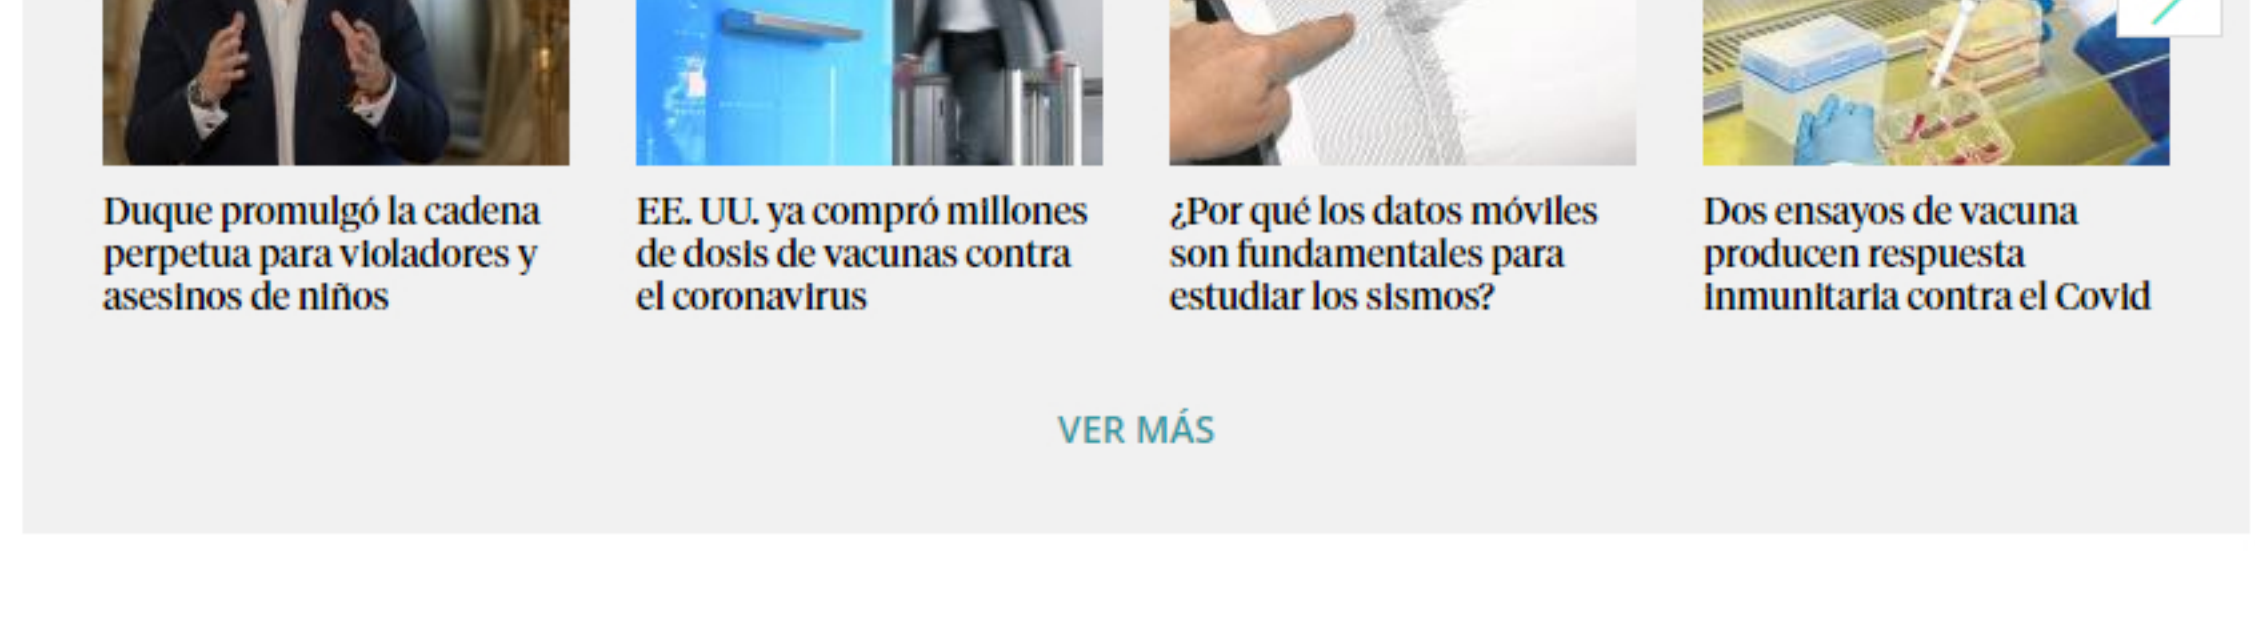 Duque promulgó la cadena
perpetua para violadores y
asesinos de niños
EE. UU. ya compró millones
de dosis de vacunas contra
el coronavirus
¿Por qué los datos móviles
son fundamentales para
estudiar los sismos?
Dos ensayos de vacuna
producen respuesta
inmunitaria contra el Covid
VER MÁS